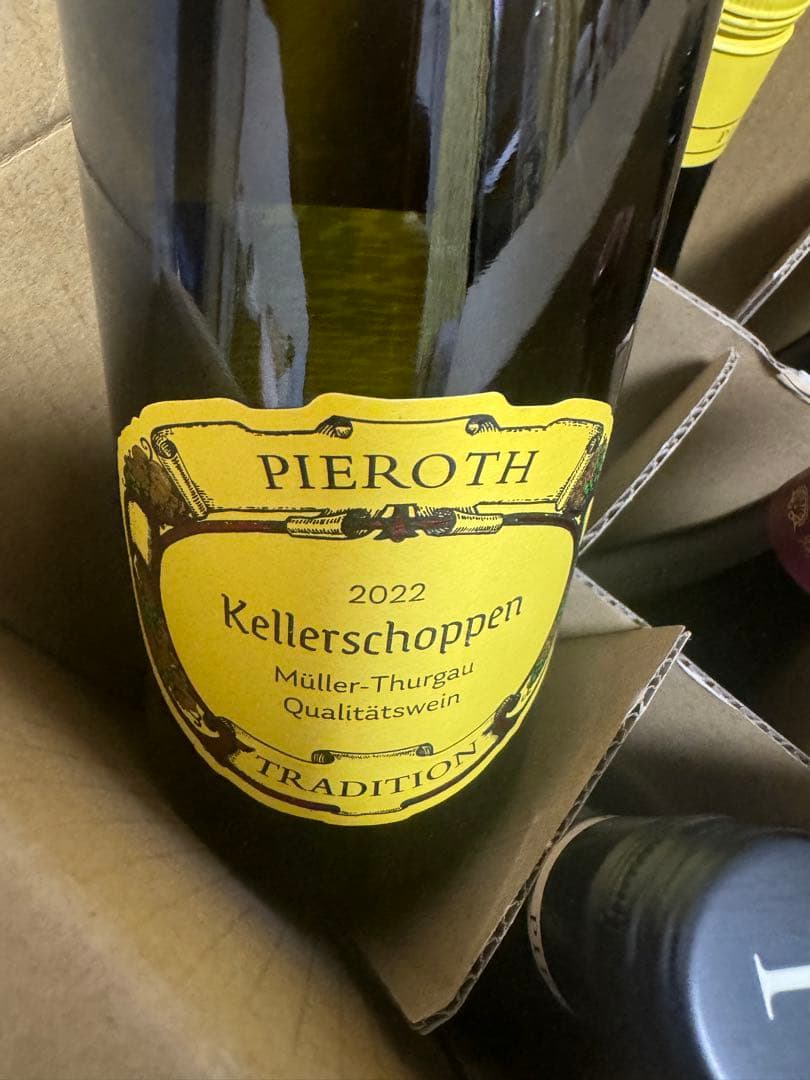 PIEROTH
2022
Kellerschoppen
Müller-Thurgau
Qualitätswein
TRADITION